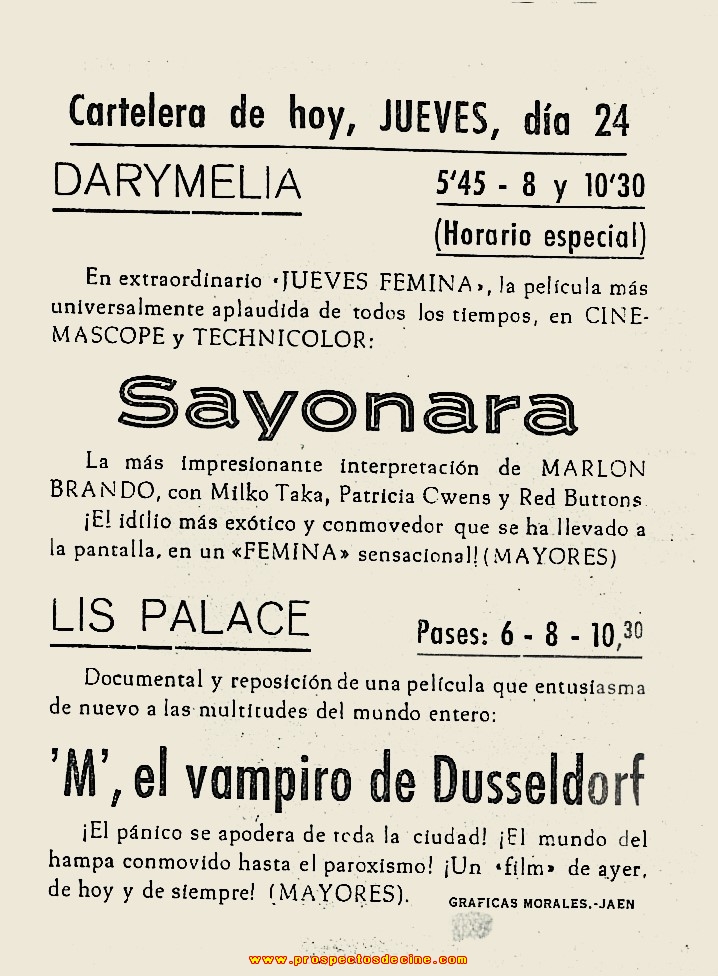 Cartelera de hoy, JUEVES, día 24
DARYMELIA
5'45 - 8 y 10'30
(Horario especial)
En extraordinario «JUEVES FEMINA», la película más
universalmente aplaudida de todos los tiempos, en CINE-
MASCOPE y TECHNICOLOR:
Sayonara
La más impresionante interpretación de MARLON
BRANDO, con Milko Taka, Patricia Cwens y Red Buttons
¡El idilio más exótico y conmovedor que se ha llevado a
la pantalla, en un «FEMINA» sensacional! (MAYORES)
LIS PALACE
Pases: 6 - 8 - 10,30
Documental y reposición de una película que entusiasma
de nuevo a las multitudes del mundo entero:
'M', el vampiro de Dusseldorf
¡El pánico se apodera de toda la ciudad! ¡El mundo del
hampa conmovido hasta el paroxismo! ¡Un «film» de ayer,
de hoy y de siempre! (MAYORES).
GRAFICAS MORALES.-JAEN
www.prospectosdecine.com